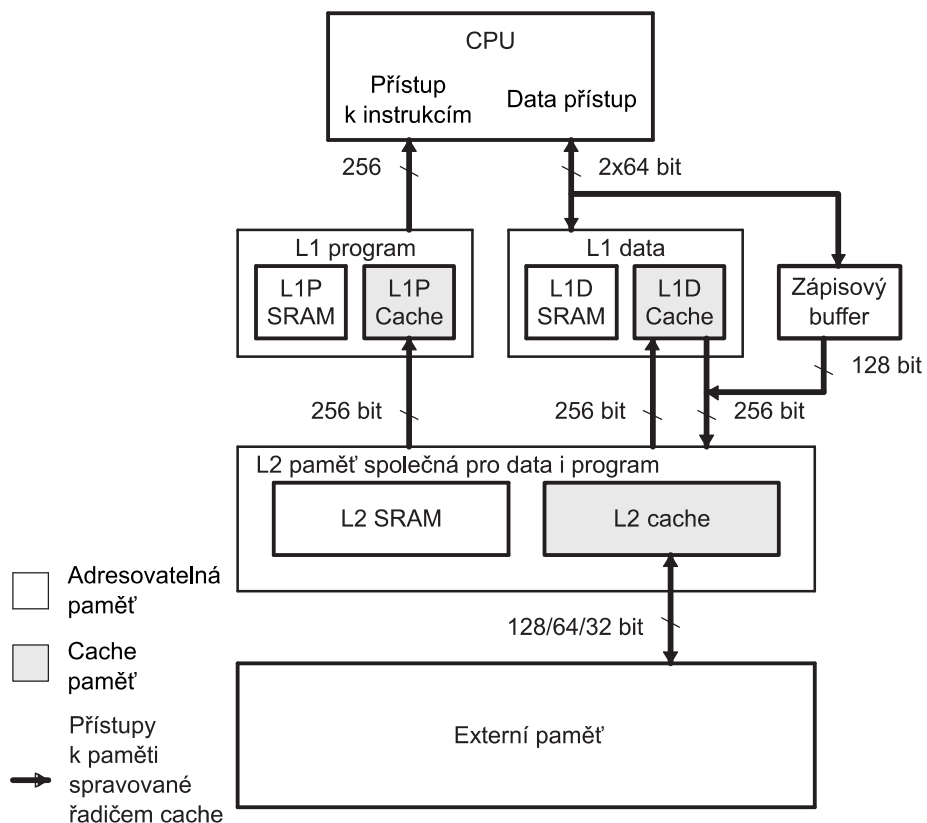 CPU
Přístup
k instrukcím
Data přístup
256
2x64 bit
L1 program
L1P
SRAM
L1P
Cache
L1 data
L1D
SRAM
L1D
Cache
Zápisový
buffer
128 bit
256 bit
256 bit
256 bit
L2 paměť společná pro data i program
L2 SRAM
L2 cache
Adresovatelná
paměť
128/64/32 bit
Cache
paměť
Externí paměť
Přístupy
k paměti
spravované
řadičem cache